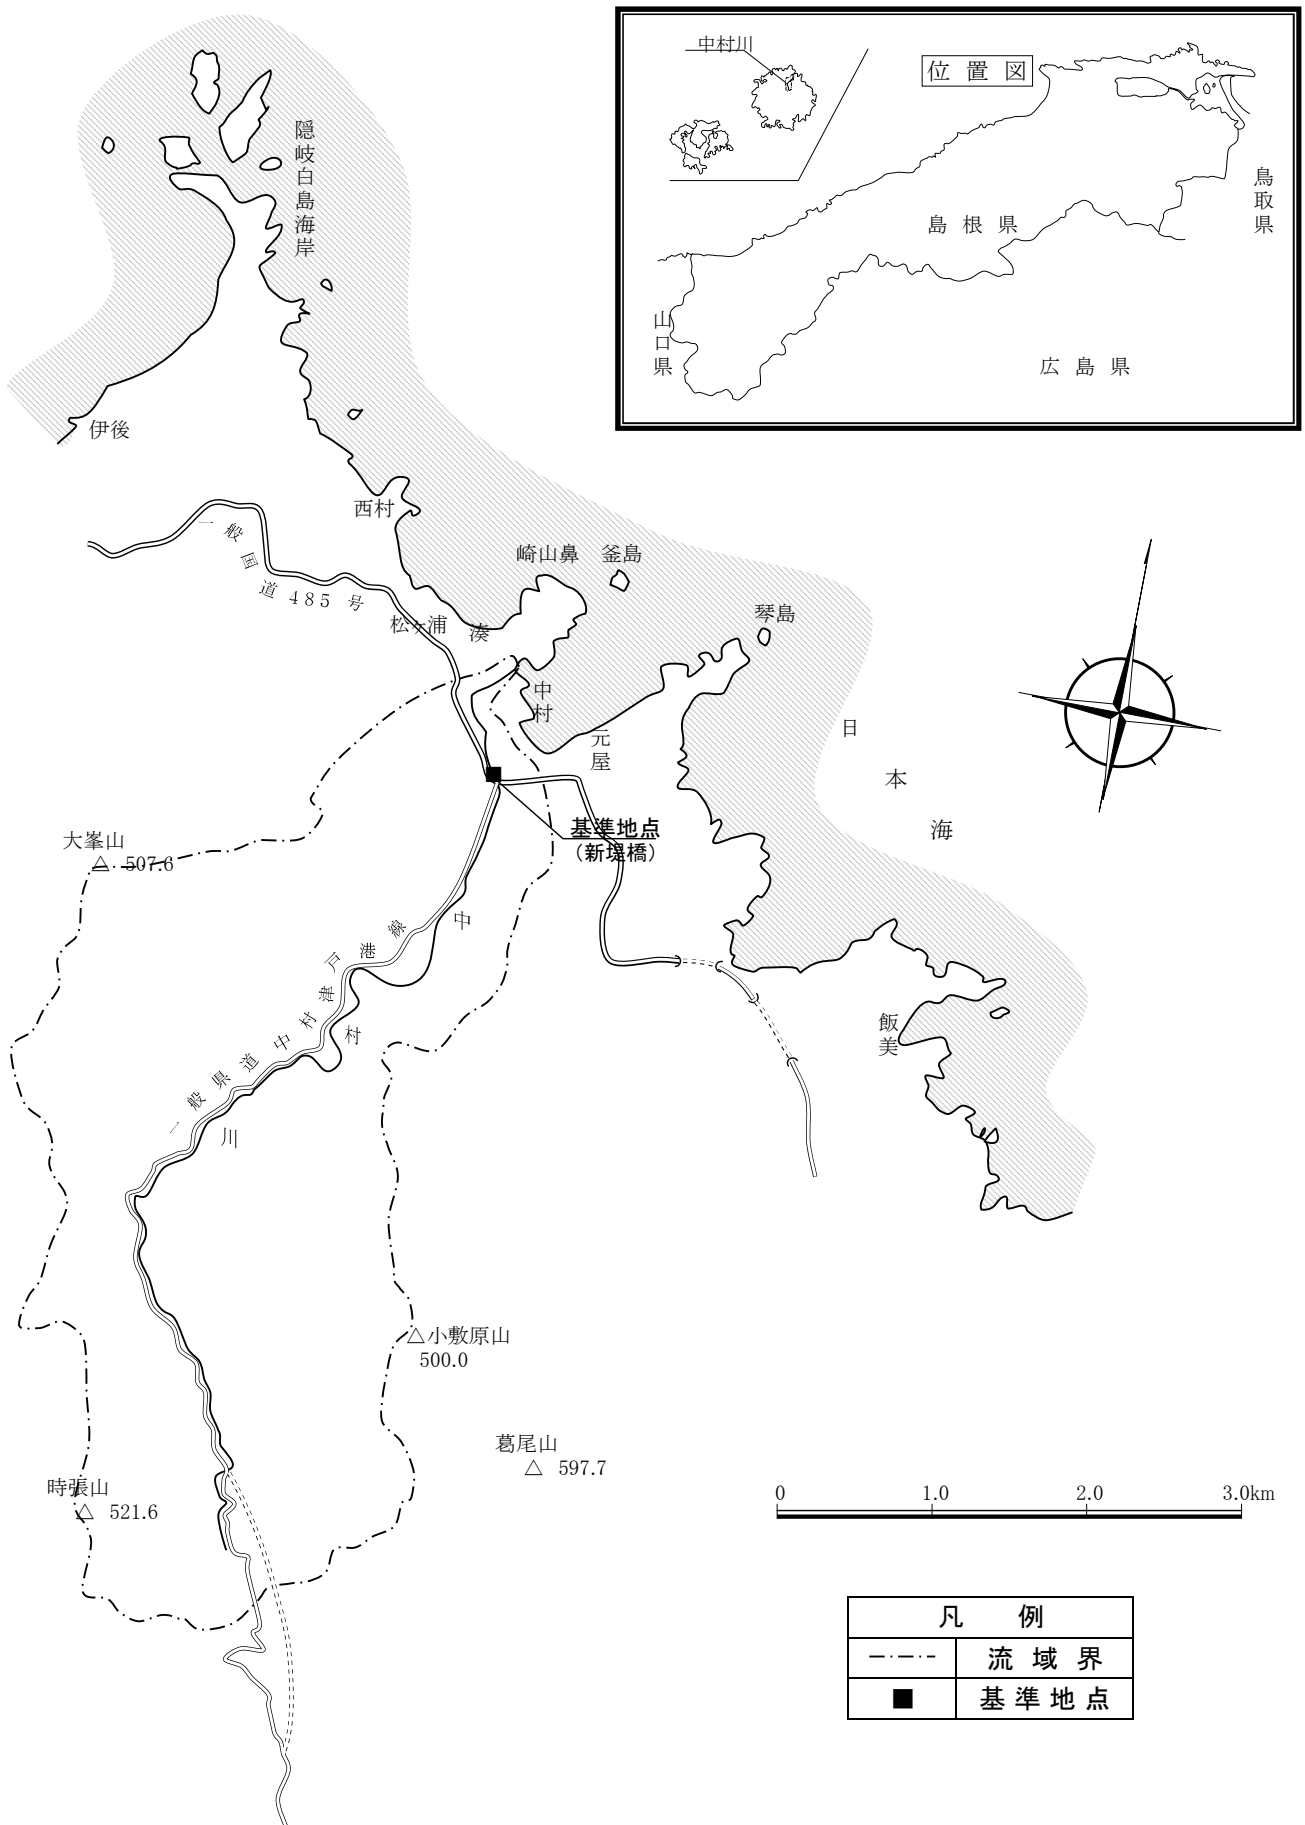 中村川
位置図
鳥取県
島根県
山口県
広島県
隠岐白島海岸
伊後
西村
一般国道485号
崎山鼻
釜島
琴島
松ヶ浦
湊
中村
元屋
日本海
基準地点
(新堤橋)
大峯山
△ 507.6
中村川
一般県道中村津戸港線
飯美
△小敷原山
500.0
葛尾山
△ 597.7
時張山
△ 521.6
0 1.0 2.0 3.0km
凡例
流域界
基準地点